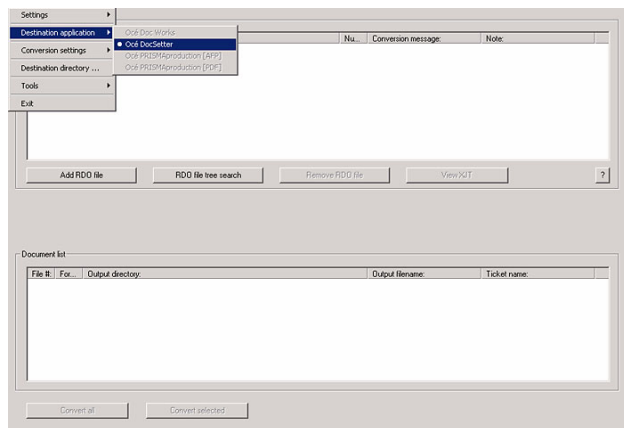 Settings
Destination application
Océ Doc Works
Océ DocSetter
Océ PRISMAproduction [AFP]
Océ PRISMAproduction [PDF]
Conversion settings
Destination directory ...
Tools
Exit
Nu... Conversion message: Note:
Add RDO file RDO file tree search Remove RDO file View XJT ?
Document list
File #: For... Output directory: Output filename: Ticket name:
Convert all Convert selected